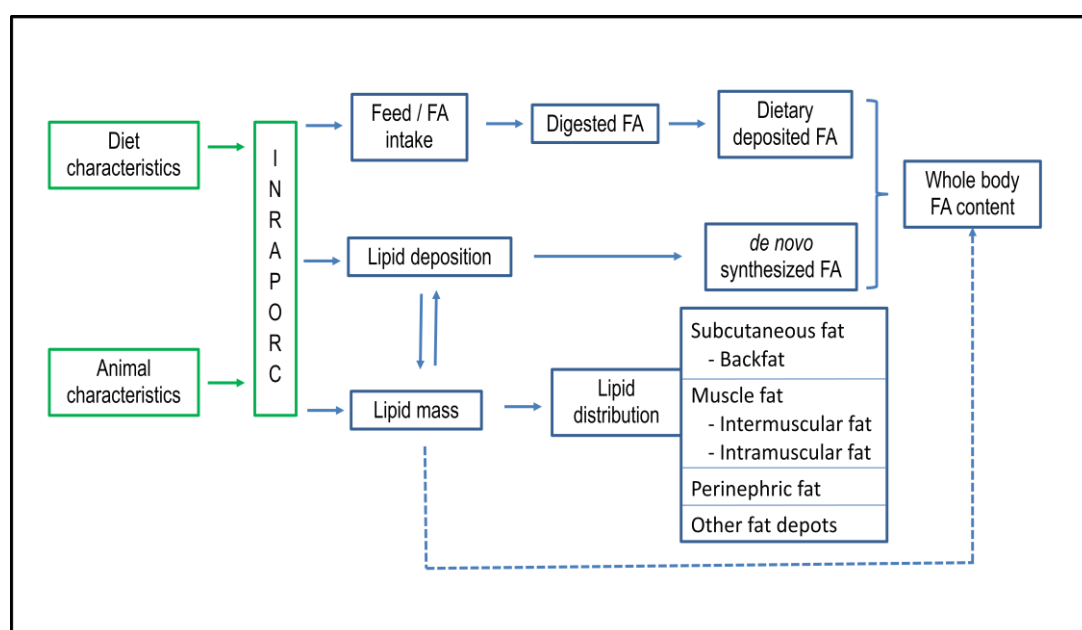 Diet
characteristics
Animal
characteristics
I
N
R
A
P
O
R
C
Feed / FA
intake
Digested FA
Dietary
deposited FA
Whole body
FA content
Lipid deposition
de novo
synthesized FA
Lipid mass
Lipid
distribution
Subcutaneous fat
- Backfat
Muscle fat
- Intermuscular fat
- Intramuscular fat
Perinephric fat
Other fat depots